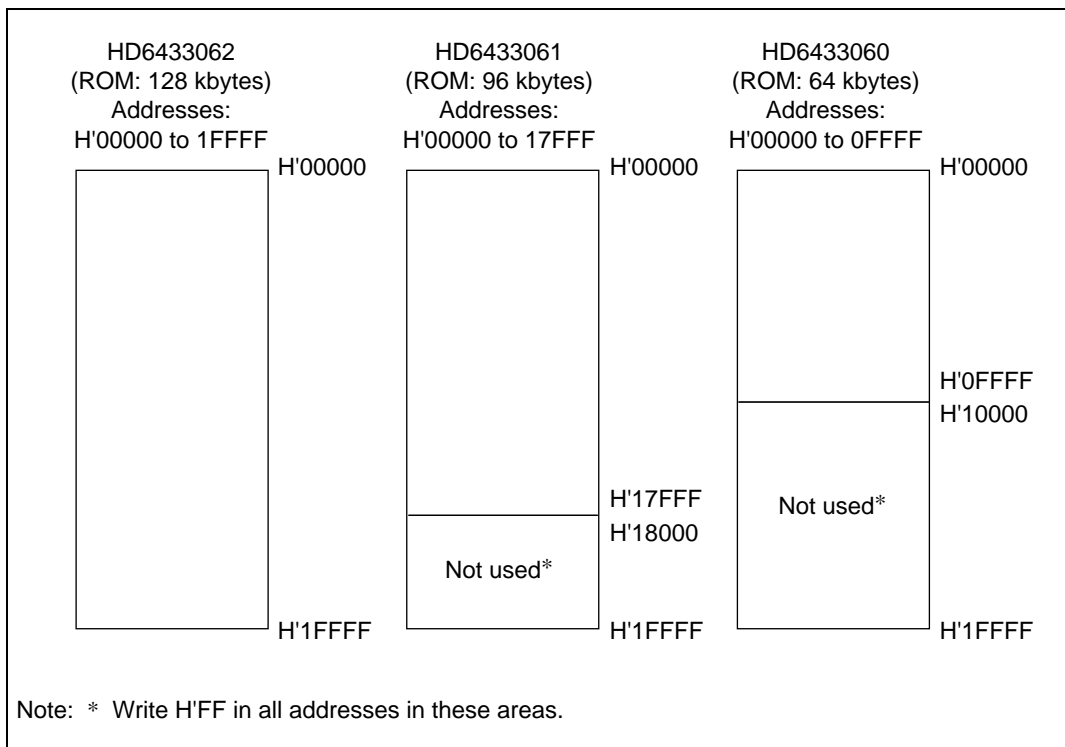 HD6433062
(ROM: 128 kbytes)
Addresses:
H'00000 to 1FFFF
H'00000
H'1FFFF
HD6433061
(ROM: 96 kbytes)
Addresses:
H'00000 to 17FFF
H'00000
H'17FFF
H'18000
Not used*
H'1FFFF
HD6433060
(ROM: 64 kbytes)
Addresses:
H'00000 to 0FFFF
H'00000
H'0FFFF
H'10000
Not used*
H'1FFFF
Note: * Write H'FF in all addresses in these areas.